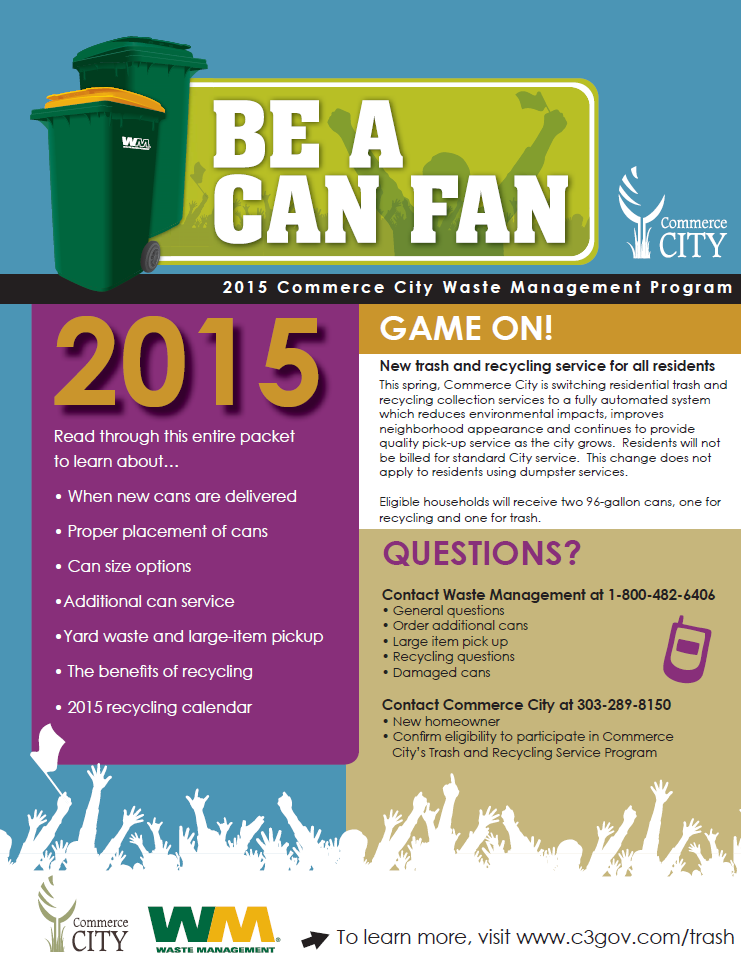 WM
BE A
CAN FAN
Commerce
CITY
2015 Commerce City Waste Management Program
2015
Read through this entire packet
to learn about...
• When new cans are delivered
• Proper placement of cans
• Can size options
•Additional can service
•Yard waste and large-item pickup
• The benefits of recycling
• 2015 recycling calendar
GAME ON!
New trash and recycling service for all residents
This spring, Commerce City is switching residential trash and
recycling collection services to a fully automated system
which reduces environmental impacts, improves
neighborhood appearance and continues to provide
quality pick-up service as the city grows.  Residents will not
be billed for standard City service.  This change does not
apply to residents using dumpster services.
Eligible households will receive two 96-gallon cans, one for
recycling and one for trash.
QUESTIONS?
Contact Waste Management at 1-800-482-6406
• General questions
• Order additional cans
• Large item pick up
• Recycling questions
• Damaged cans
Contact Commerce City at 303-289-8150
• New homeowner
• Confirm eligibility to participate in Commerce
City's Trash and Recycling Service Program
Commerce
CITY
WM®
WASTE MANAGEMENT
To learn more, visit www.c3gov.com/trash